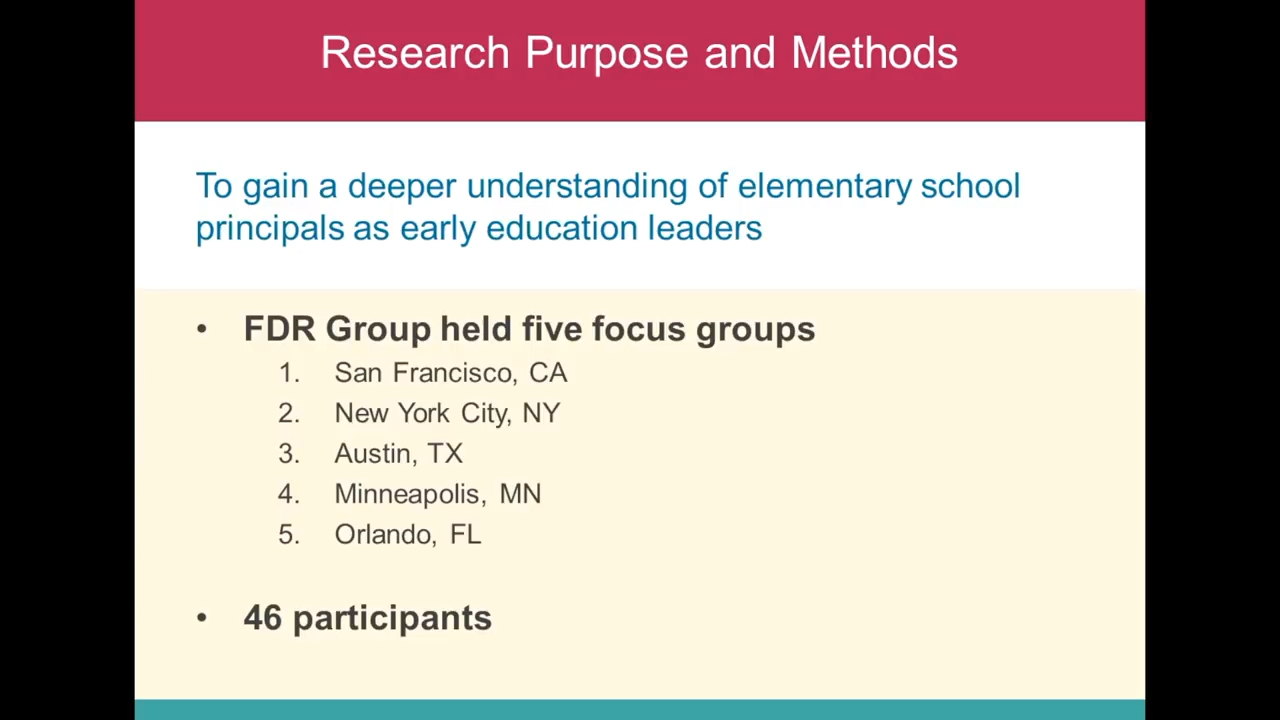 Research Purpose and Methods
To gain a deeper understanding of elementary school
principals as early education leaders
• FDR Group held five focus groups
1. San Francisco, CA
2. New York City, NY
3. Austin, TX
4. Minneapolis, MN
5. Orlando, FL
• 46 participants